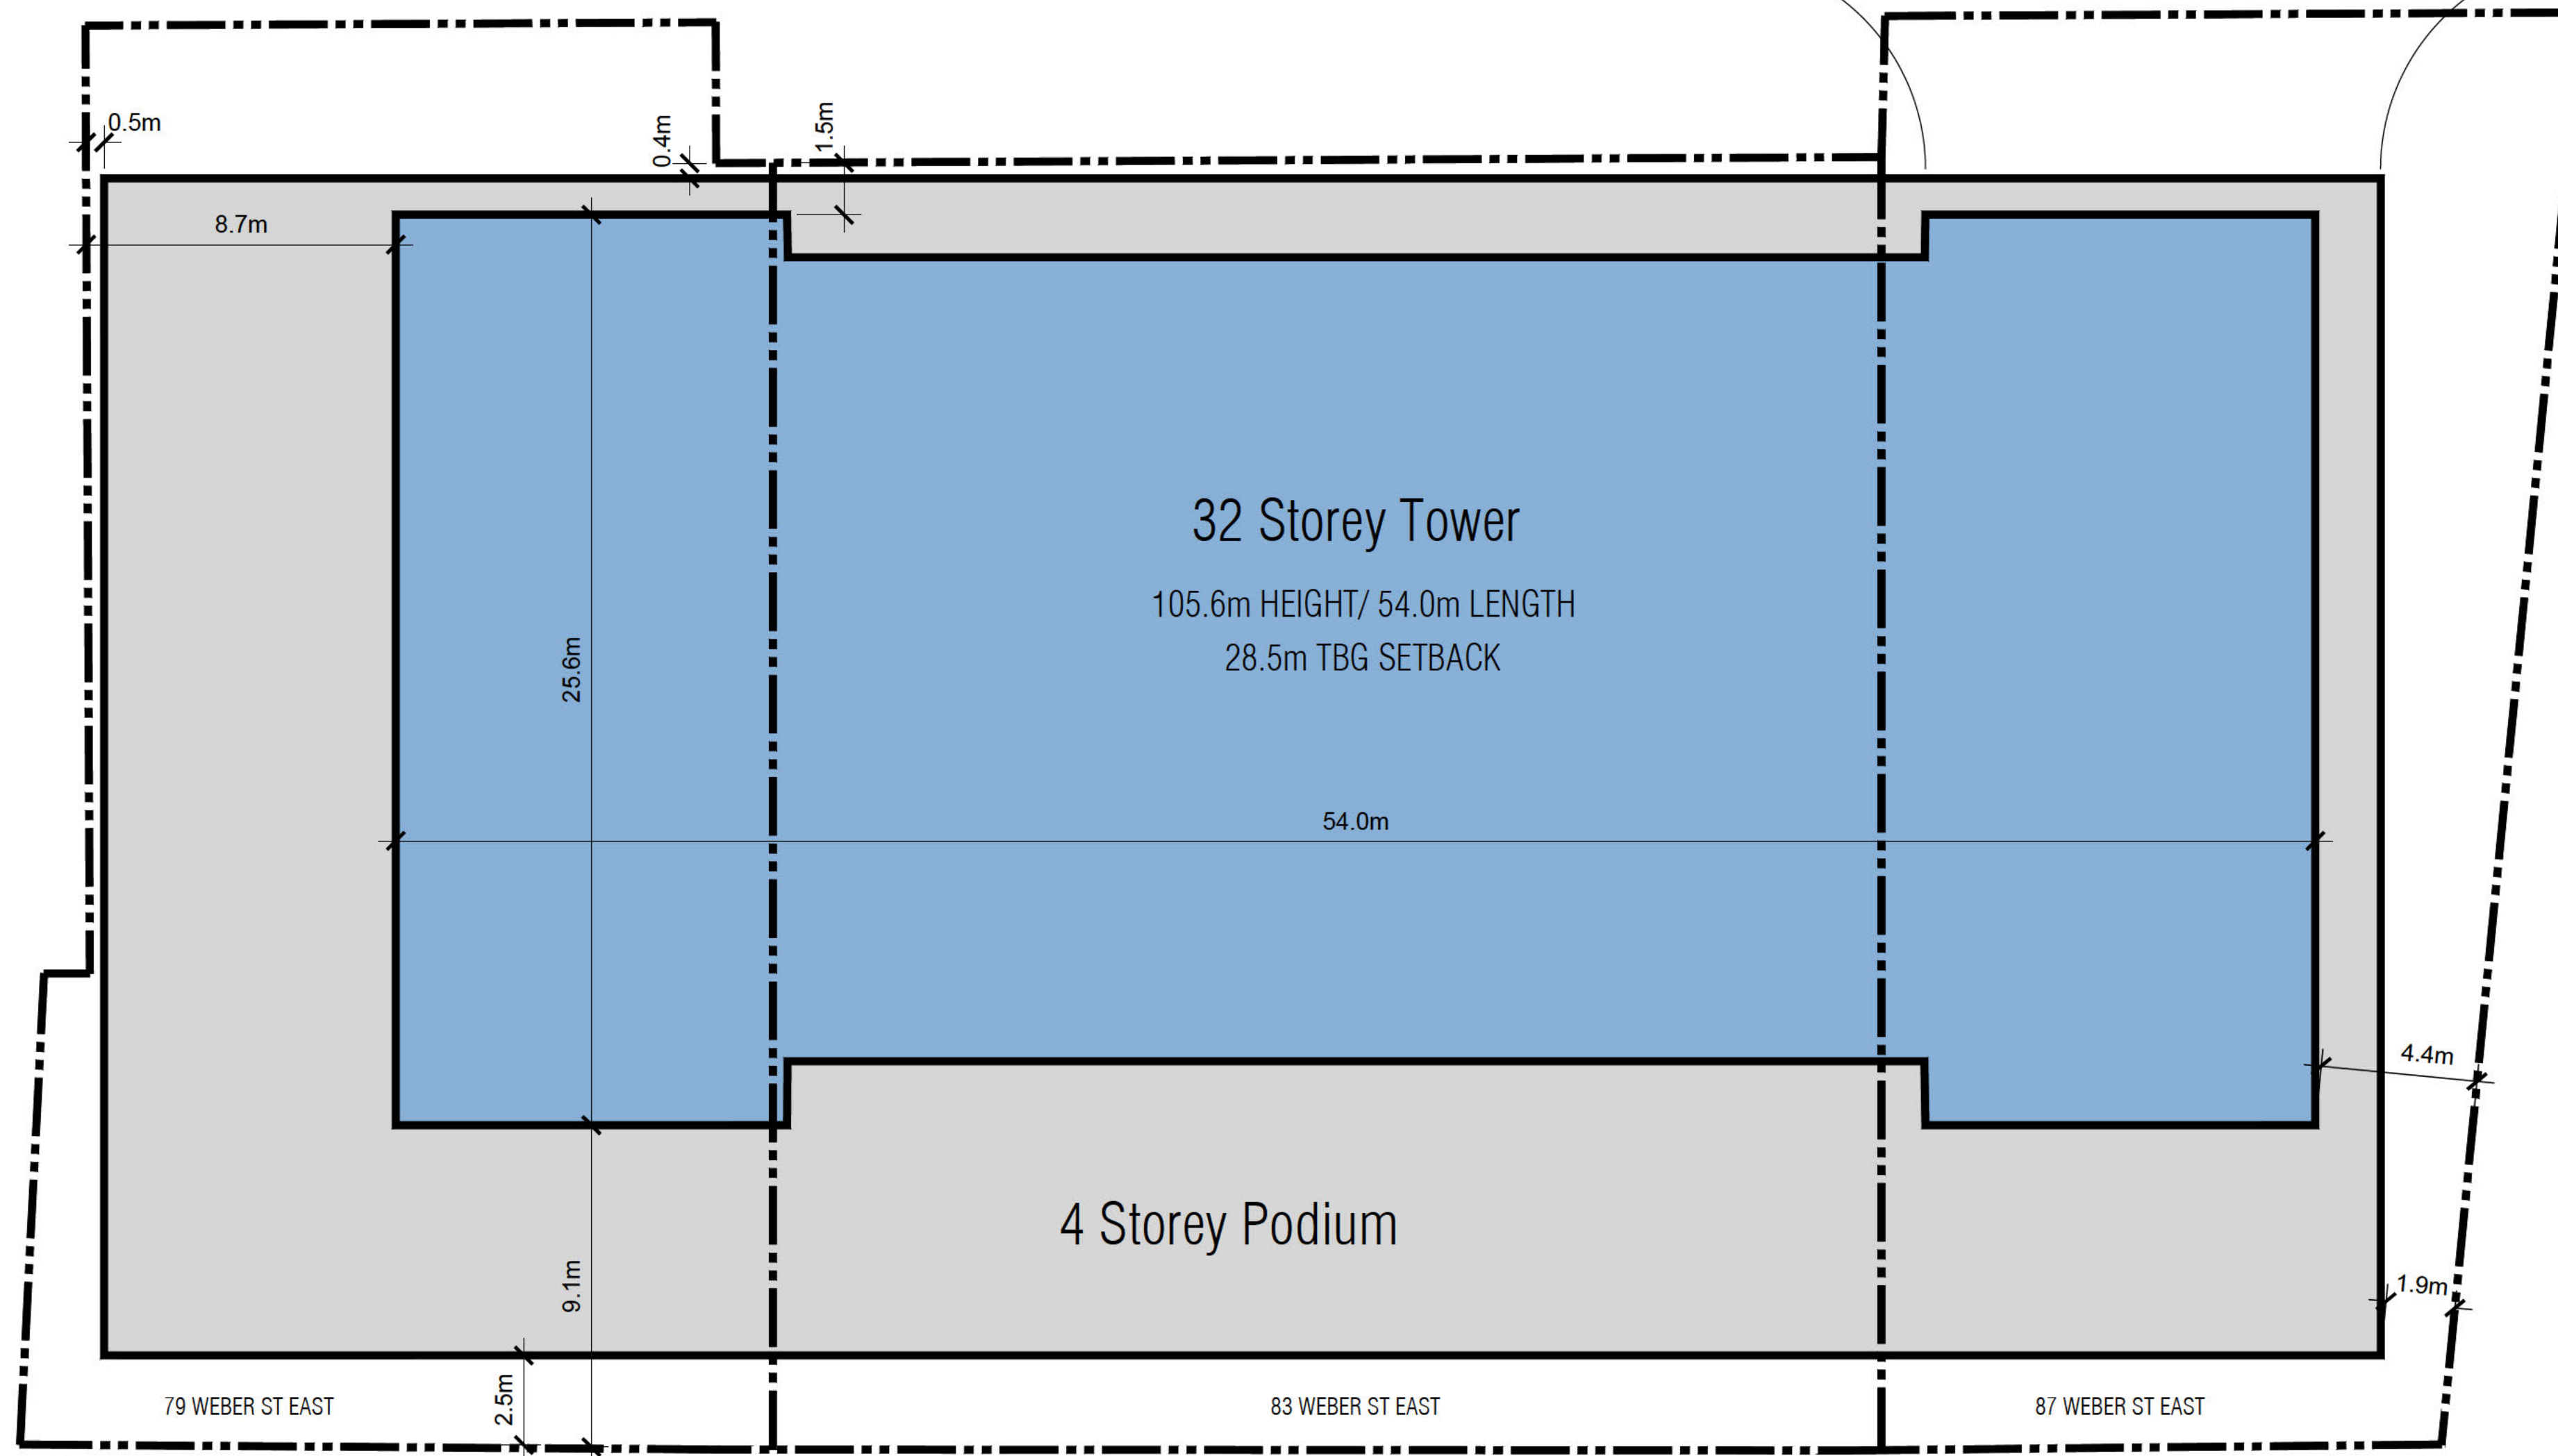 0.5m
0.4m
1.5m
8.7m
32 Storey Tower
105.6m HEIGHT/ 54.0m LENGTH
28.5m TBG SETBACK
25.6m
54.0m
4.4m
4 Storey Podium
9.1m
1.9m
2.5m
79 WEBER ST EAST
83 WEBER ST EAST
87 WEBER ST EAST